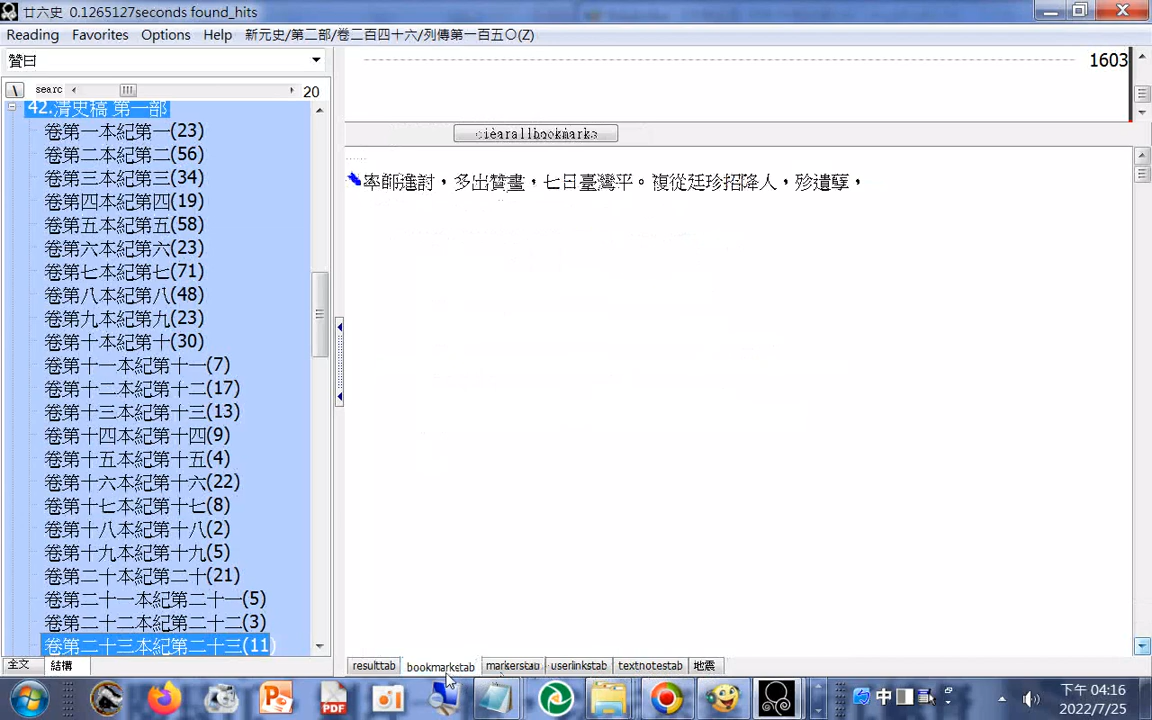 廿六史 0.1265127seconds found_hits
Reading Favorites Options Help 新元史/第二部/卷二百四十六/列傳第一百五○(Z)
贊曰
searc 20
1603
42.清史稿 第一部
卷第一本紀第一(23)
卷第二本紀第二(56)
卷第三本紀第三(34)
卷第四本紀第四(19)
卷第五本紀第五(58)
卷第六本紀第六(23)
卷第七本紀第七(71)
卷第八本紀第八(48)
卷第九本紀第九(23)
卷第十本紀第十(30)
卷第十一本紀第十一(7)
卷第十二本紀第十二(17)
卷第十三本紀第十三(13)
卷第十四本紀第十四(9)
卷第十五本紀第十五(4)
卷第十六本紀第十六(22)
卷第十七本紀第十七(8)
卷第十八本紀第十八(2)
卷第十九本紀第十九(5)
卷第二十本紀第二十(21)
卷第二十一本紀第二十一(5)
卷第二十二本紀第二十二(3)
卷第二十三本紀第二十三(11)
全文 結構
clearallbookmarks
......
率師進討，多出贊畫，七日臺灣平。複從廷珍招降人，殄遺孽，
resulttab bookmarkstab markerstab userlinkstab textnotestab 地震
PDF
中
下午 04:16
2022/7/25